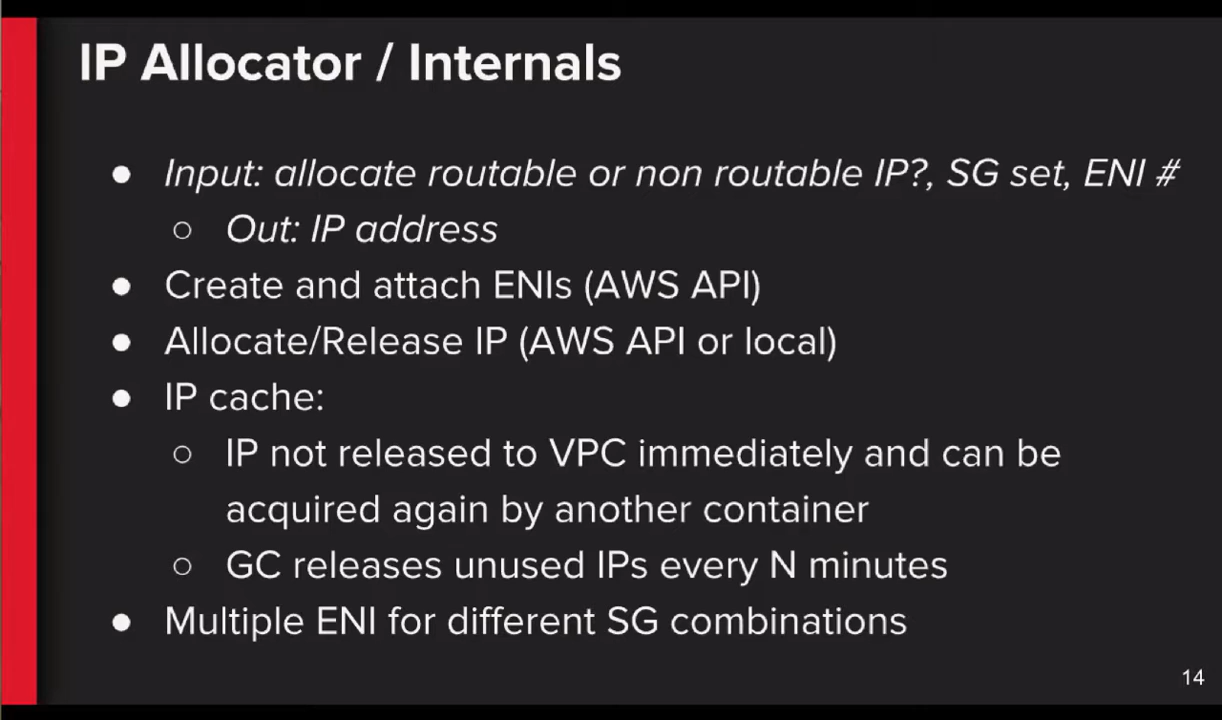 IP Allocator / Internals
● Input: allocate routable or non routable IP?, SG set, ENI #
○ Out: IP address
● Create and attach ENIs (AWS API)
● Allocate/Release IP (AWS API or local)
● IP cache:
○ IP not released to VPC immediately and can be
acquired again by another container
○ GC releases unused IPs every N minutes
● Multiple ENI for different SG combinations
14